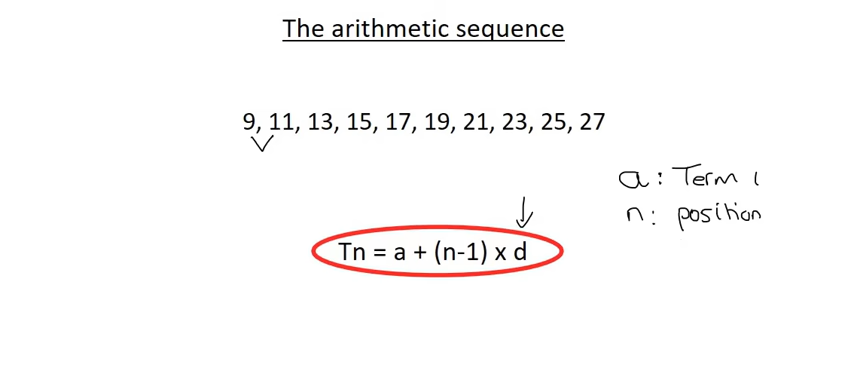 The arithmetic sequence
9, 11, 13, 15, 17, 19, 21, 23, 25, 27
a: Term 1
n: position
Tn = a + (n-1) x d